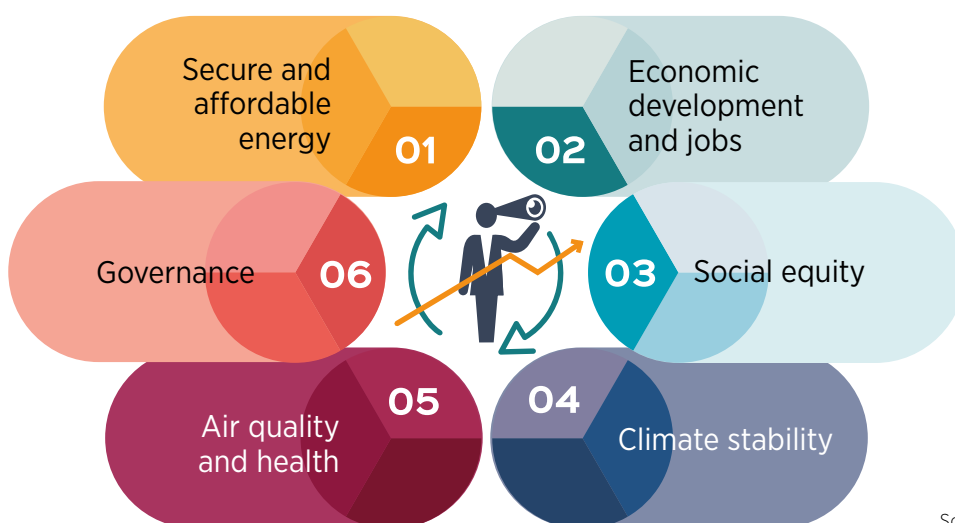 Secure and
affordable
energy
01
02
Economic
development
and jobs
Governance
06
03
Social equity
05
Air quality
and health
04
Climate stability